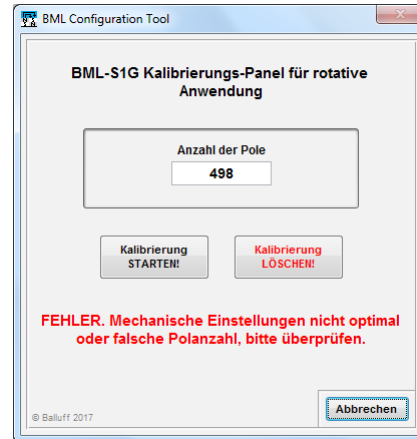 BML Configuration Tool
BML-S1G Kalibrierungs-Panel für rotative
Anwendung
Anzahl der Pole
498
Kalibrierung
STARTEN!
Kalibrierung
LÖSCHEN!
FEHLER. Mechanische Einstellungen nicht optimal
oder falsche Polanzahl, bitte überprüfen.
Abbrechen
© Balluff 2017